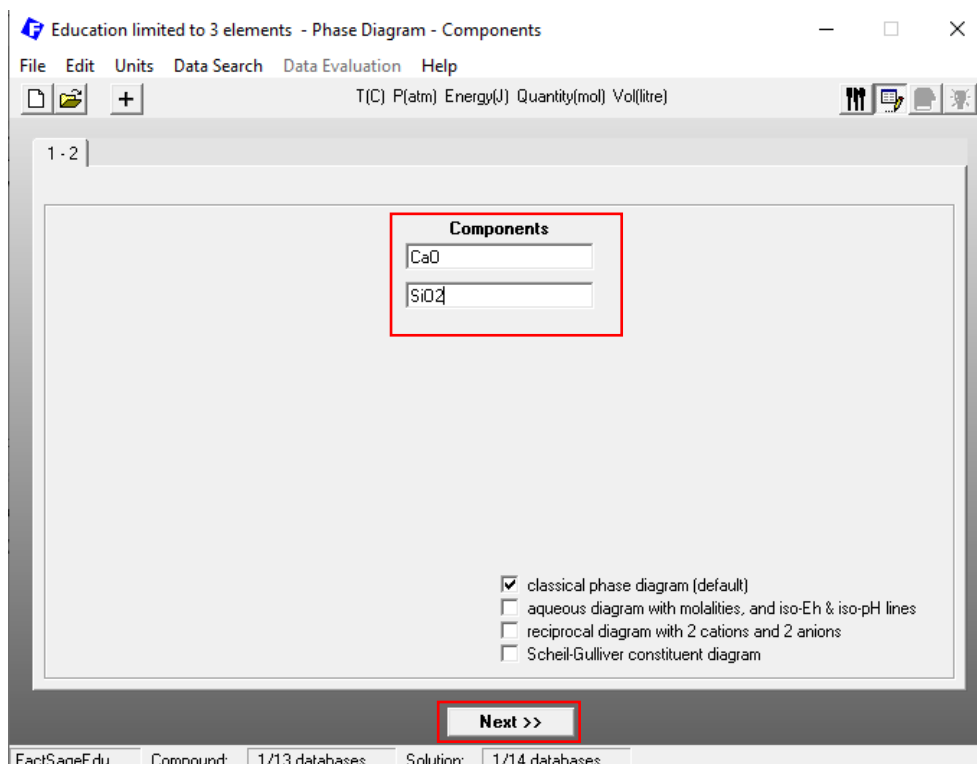 Education limited to 3 elements - Phase Diagram - Components
File Edit Units Data Search Data Evaluation Help
T(C) P(atm) Energy(J) Quantity(mol) Vol(litre)
1 - 2
Components
CaO
SiO2
classical phase diagram (default)
aqueous diagram with molalities, and iso-Eh & iso-pH lines
reciprocal diagram with 2 cations and 2 anions
Scheil-Gulliver constituent diagram
Next >>
FactSageEdu Compound: 1/13 databases Solution: 1/14 databases